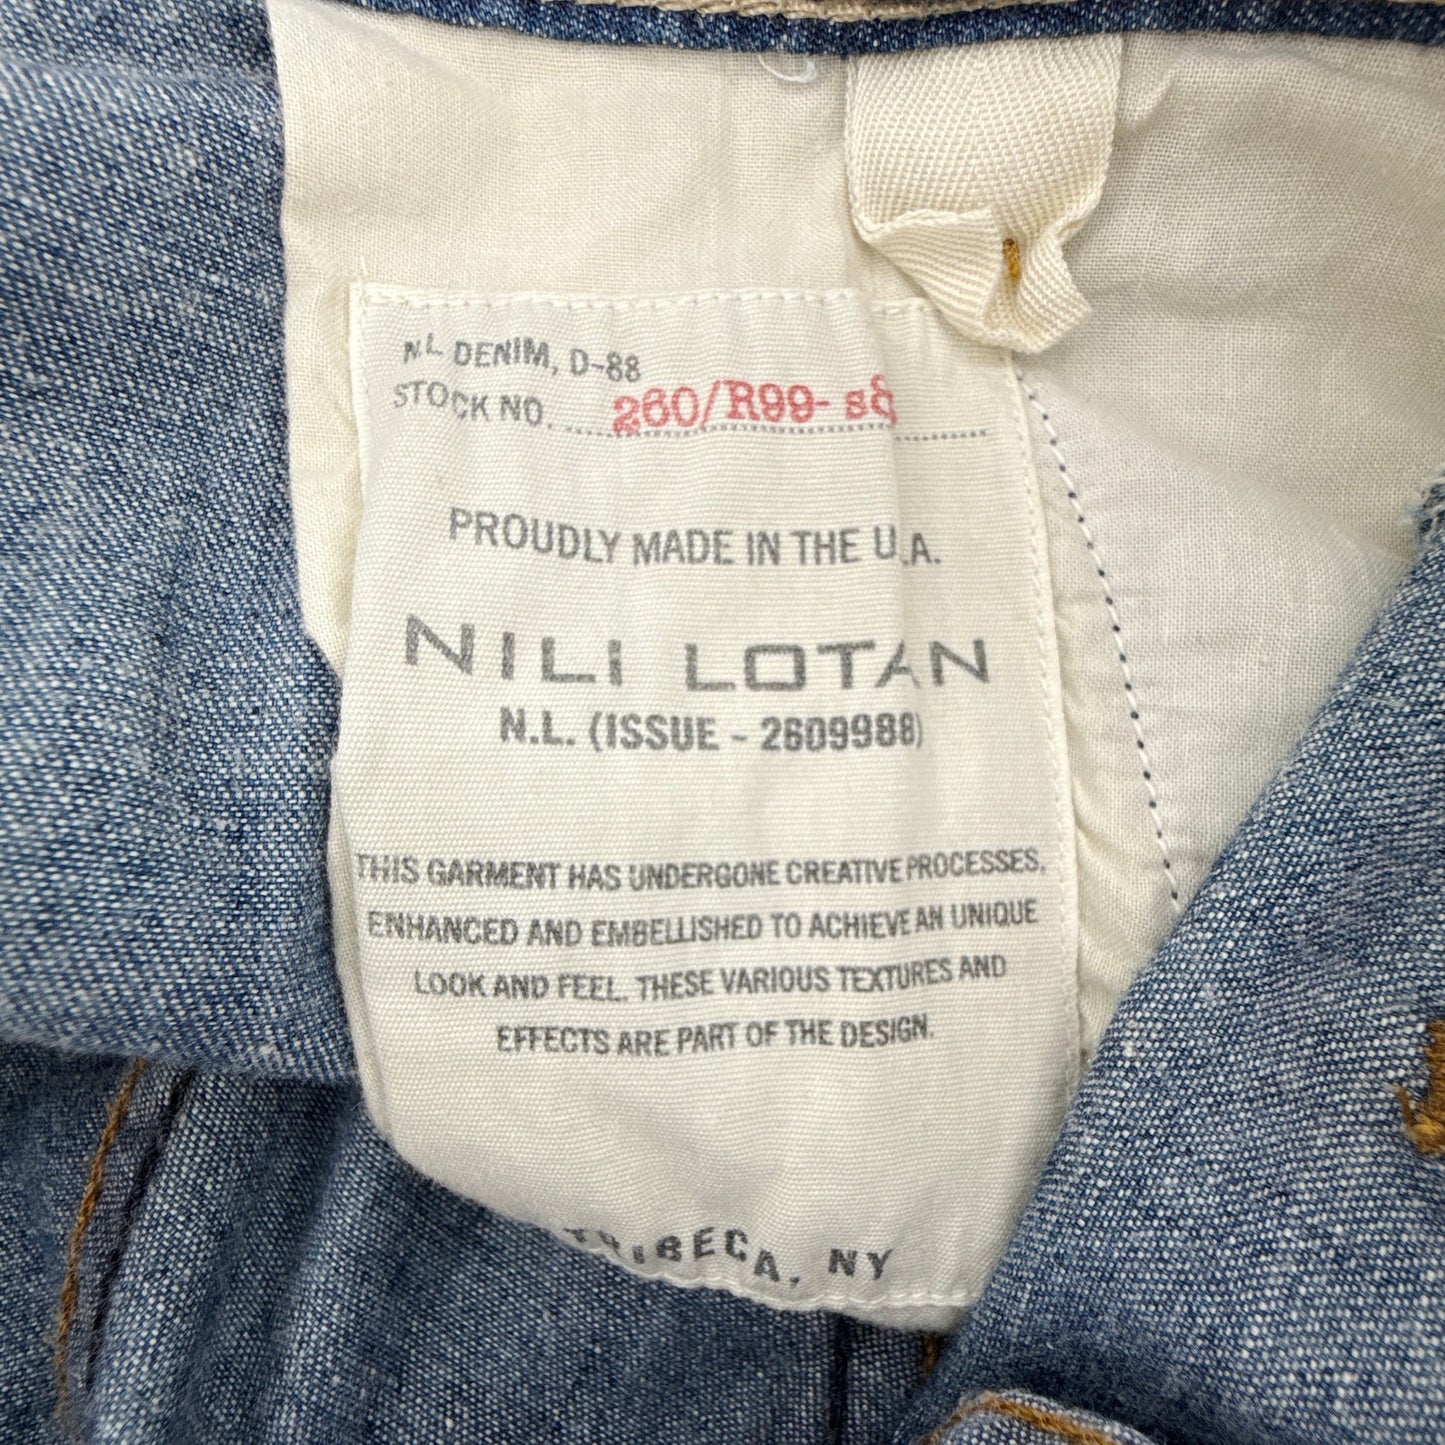 N.L DENIM, D-88
STOCK NO. 260/R99-s8
PROUDLY MADE IN THE U.A.
NILI LOTAN
N.L. (ISSUE - 2609988)
THIS GARMENT HAS UNDERGONE CREATIVE PROCESSES,
ENHANCED AND EMBELLISHED TO ACHIEVE AN UNIQUE
LOOK AND FEEL. THESE VARIOUS TEXTURES AND
EFFECTS ARE PART OF THE DESIGN.
TRIBECA, NY